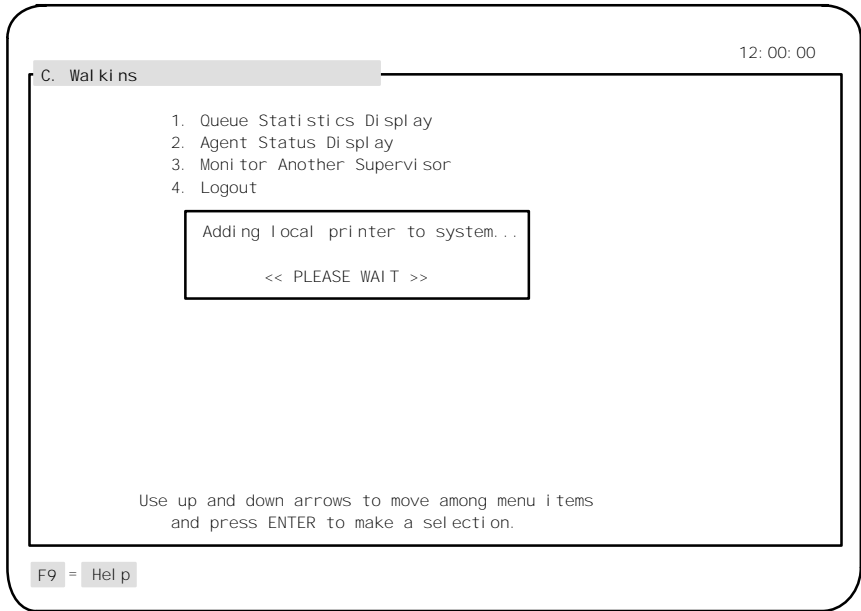 12:00:00
C. Walkins
1. Queue Statistics Display
2. Agent Status Display
3. Monitor Another Supervisor
4. Logout
Adding local printer to system...
<< PLEASE WAIT >>
Use up and down arrows to move among menu items
and press ENTER to make a selection.
F9 = Help